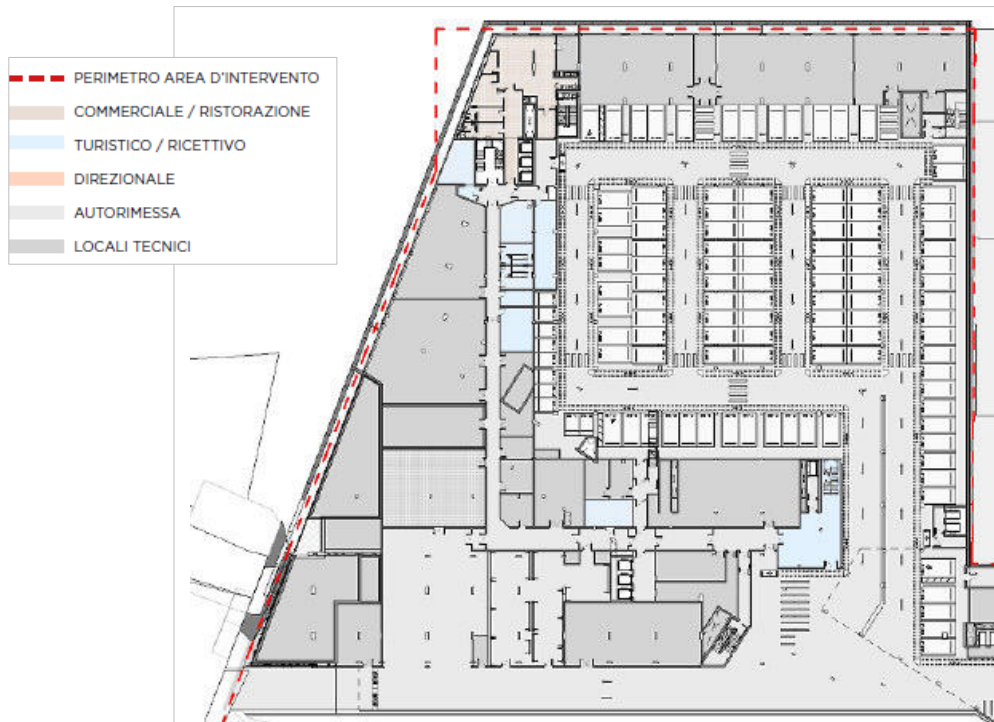 PERIMETRO AREA D'INTERVENTO
COMMERCIALE / RISTORAZIONE
TURISTICO / RICETTIVO
DIREZIONALE
AUTORIMESSA
LOCALI TECNICI